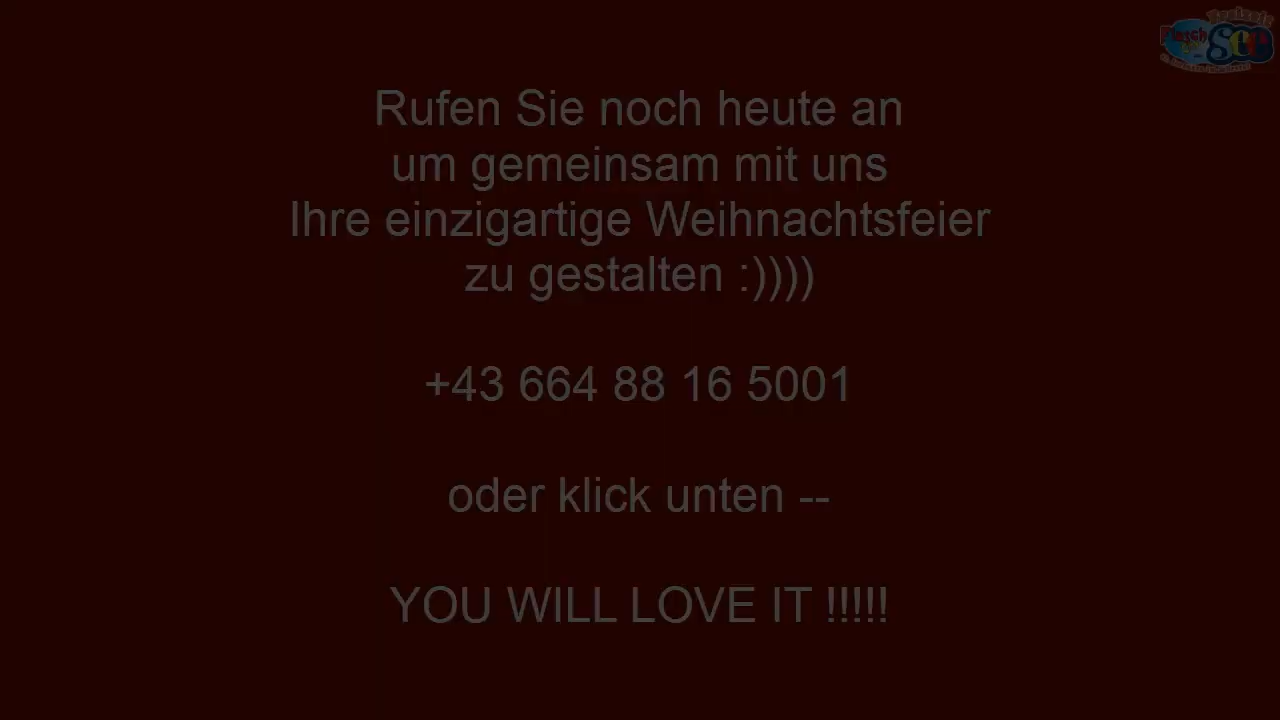 Rufen Sie noch heute an
um gemeinsam mit uns
Ihre einzigartige Weihnachtsfeier
zu gestalten :))))
+43 664 88 16 5001
oder klick unten --
YOU WILL LOVE IT !!!!!
See